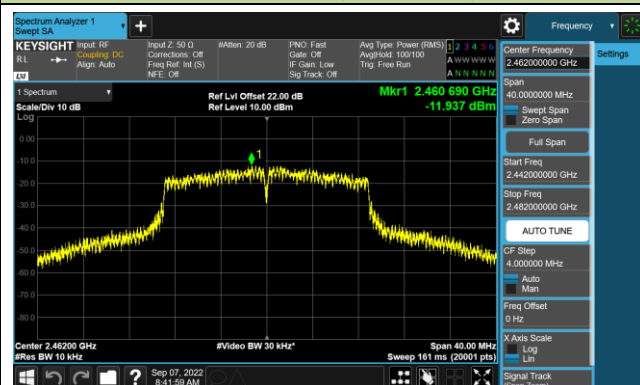 Spectrum Analyzer 1
Swept SA
Frequency
KEYSIGHT
RL
LXI
Input: RF
Coupling: DC
Align: Auto
Input Z: 50 Ω
Corrections: Off
Freq Ref: Int (S)
NFE: Off
#Atten: 20 dB
PNO: Fast
Gate: Off
IF Gain: Low
Sig Track: Off
Avg Type: Power (RMS)
Avg|Hold: 100/100
Trig: Free Run
1 2 3 4 5 6
A W W W W W
A N N N N N
1 Spectrum
Scale/Div 10 dB
Log
Ref Lvl Offset 22.00 dB
Ref Level 10.00 dBm
Mkr1 2.460 690 GHz
-11.937 dBm
0.00
-10.0
-20.0
-30.0
-40.0
-50.0
-60.0
-70.0
-80.0
1
Center 2.46200 GHz
#Res BW 10 kHz
#Video BW 30 kHz*
Span 40.00 MHz
Sweep 161 ms (20001 pts)
Sep 07, 2022
8:41:59 AM
?
Center Frequency
2.462000000 GHz
Settings
Span
40.0000000 MHz
Swept Span
Zero Span
Full Span
Start Freq
2.442000000 GHz
Stop Freq
2.482000000 GHz
AUTO TUNE
CF Step
4.000000 MHz
Auto
Man
Freq Offset
0 Hz
X Axis Scale
Log
Lin
Signal Track
(Span Zoom)